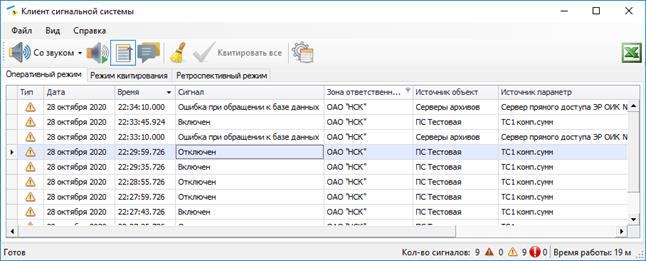 Клиент сигнальной системы
Файл Вид Справка
Со звуком Квитировать все
Оперативный режим Режим квитирования Ретроспективный режим
Тип Дата Время Сигнал Зона ответственн... Источник объект Источник параметр
28 октября 2020 22:34:10.000 Ошибка при обращении к базе данных ОАО "НСК" Серверы архивов Сервер прямого доступа ЭР ОИК N
28 октября 2020 22:33:45.924 Включен ОАО "НСК" ПС Тестовая ТС1 комп.сумм
28 октября 2020 22:33:10.000 Ошибка при обращении к базе данных ОАО "НСК" Серверы архивов Сервер прямого доступа ЭР ОИК N
28 октября 2020 22:29:59.726 Отключен ОАО "НСК" ПС Тестовая ТС1 комп.сумм
28 октября 2020 22:29:35.726 Включен ОАО "НСК" ПС Тестовая ТС1 комп.сумм
28 октября 2020 22:28:55.726 Отключен ОАО "НСК" ПС Тестовая ТС1 комп.сумм
28 октября 2020 22:27:59.726 Отключен ОАО "НСК" ПС Тестовая ТС1 комп.сумм
28 октября 2020 22:27:43.726 Включен ОАО "НСК" ПС Тестовая ТС1 комп.сумм
Готов Кол-во сигналов: 9 0 9 0 Время работы: 19 м